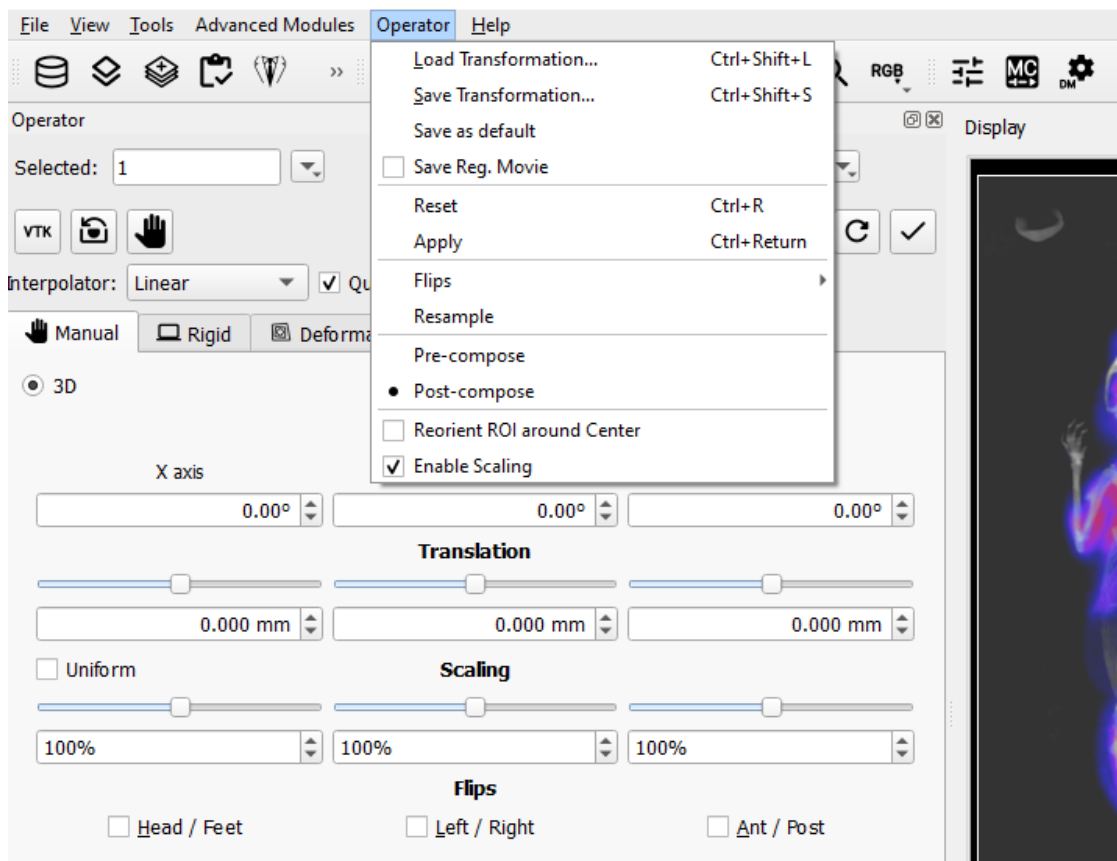 File View Tools Advanced Modules Operator Help
Load Transformation... Ctrl+Shift+L
RGB MC DM
Save Transformation... Ctrl+Shift+S
Operator
Save as default
Display
Selected: 1
Save Reg. Movie
Reset Ctrl+R
VTK
Apply Ctrl+Return
Interpolator: Linear
Flips
Resample
Manual Rigid
Pre-compose
3D
Post-compose
Reorient ROI around Center
X axis
Enable Scaling
0.00° 0.00° 0.00°
Translation
0.000 mm 0.000 mm 0.000 mm
Uniform Scaling
100% 100% 100%
Flips
Head / Feet Left / Right Ant / Post